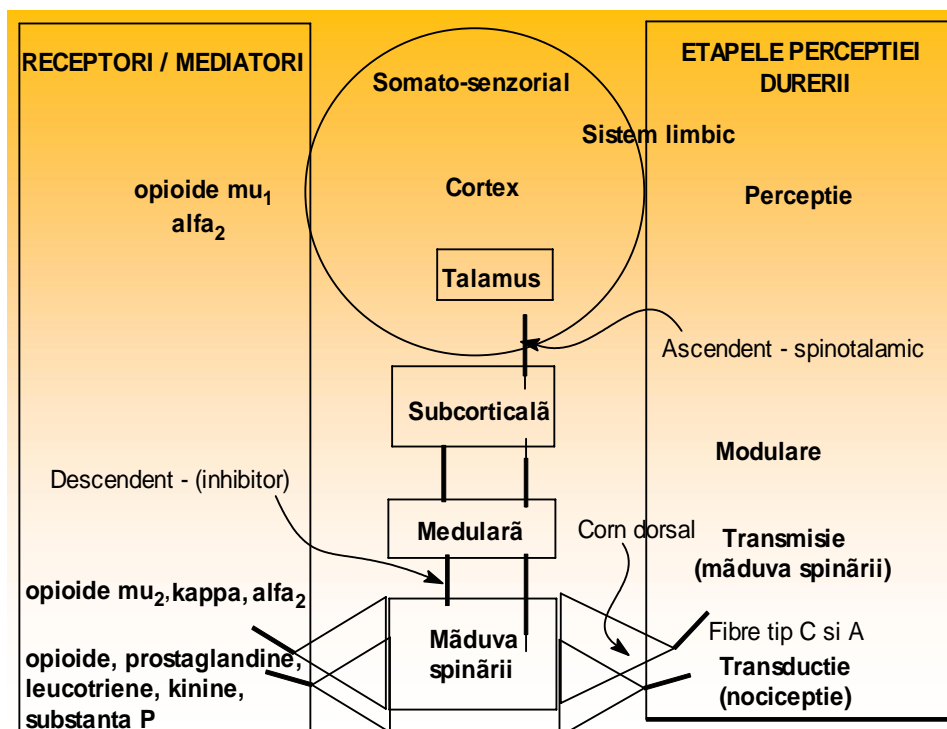 RECEPTORI / MEDIATORI
opioide mu₁
alfa₂
Descendent - (inhibitor)
opioide mu₂, kappa, alfa₂
opioide, prostaglandine,
leucotriene, kinine,
substanta P
Somato-senzorial
Sistem limbic
Cortex
Talamus
Subcorticalã
Medularã
Mãduva
spinãrii
ETAPELE PERCEPTIEI
DURERII
Perceptie
Ascendent - spinotalamic
Modulare
Corn dorsal
Transmisie
(mãduva spinãrii)
Fibre tip C si A
Transductie
(nociceptie)